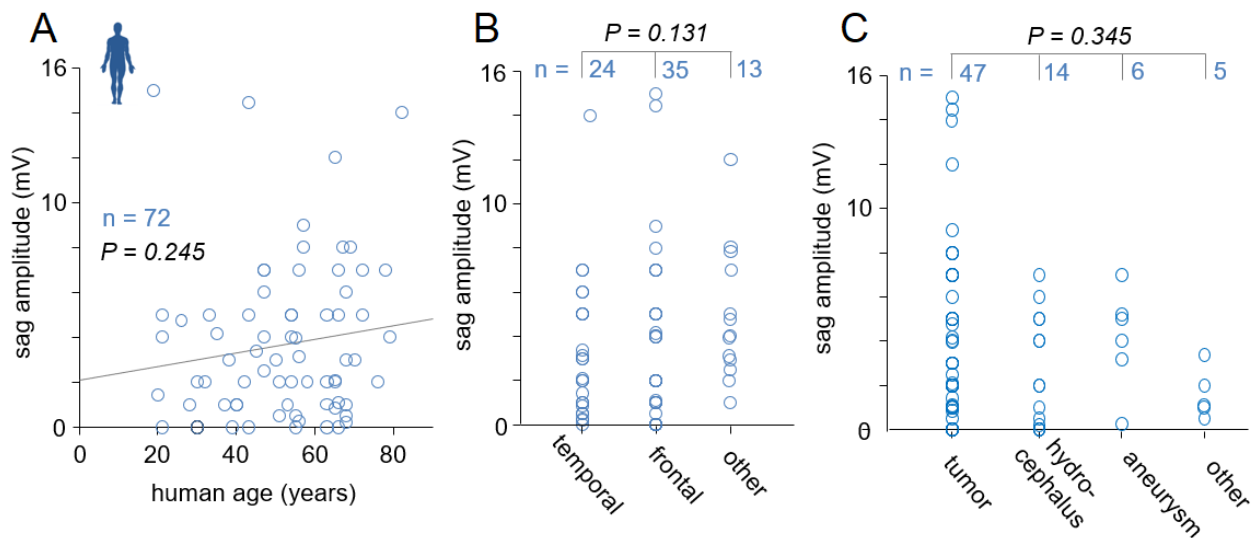 A
16
10
0
sag amplitude (mV)
n = 72
P = 0.245
0
20
40
60
80
human age (years)
B
P = 0.131
n = 24 35 13
16
10
0
sag amplitude (mV)
temporal
frontal
other
C
P = 0.345
n = 47 14 6 5
16
10
0
sag amplitude (mV)
tumor
hydro-
cephalus
aneurysm
other